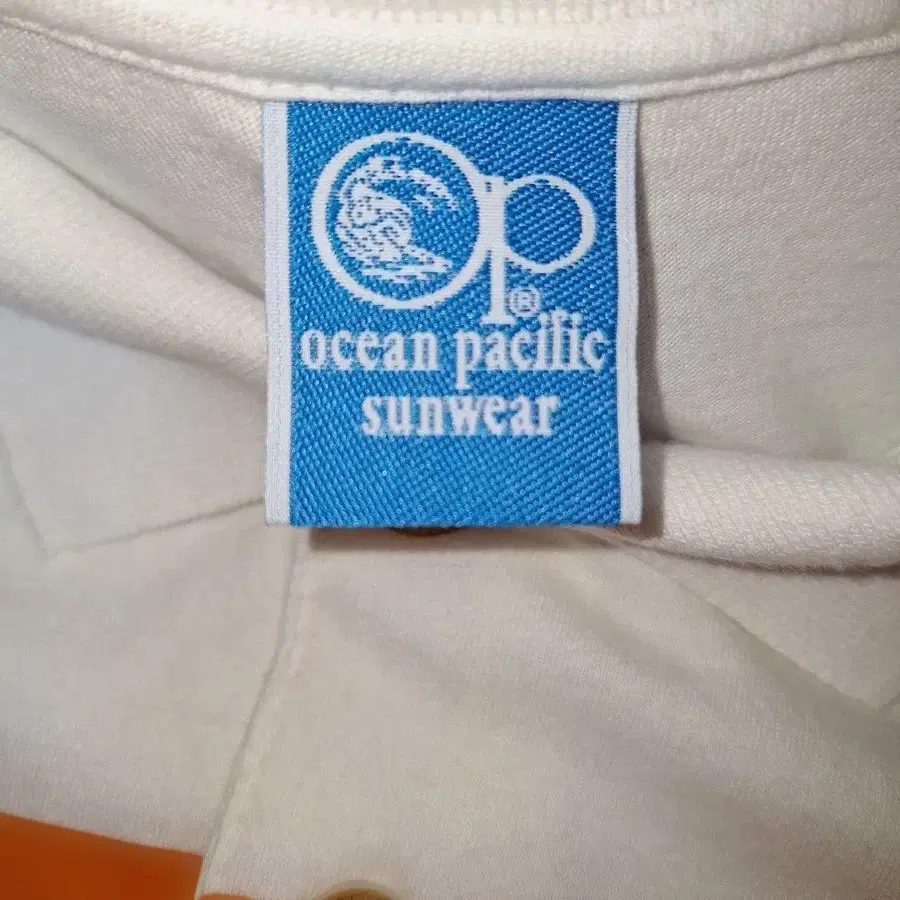 op®
ocean pacific
sunwear